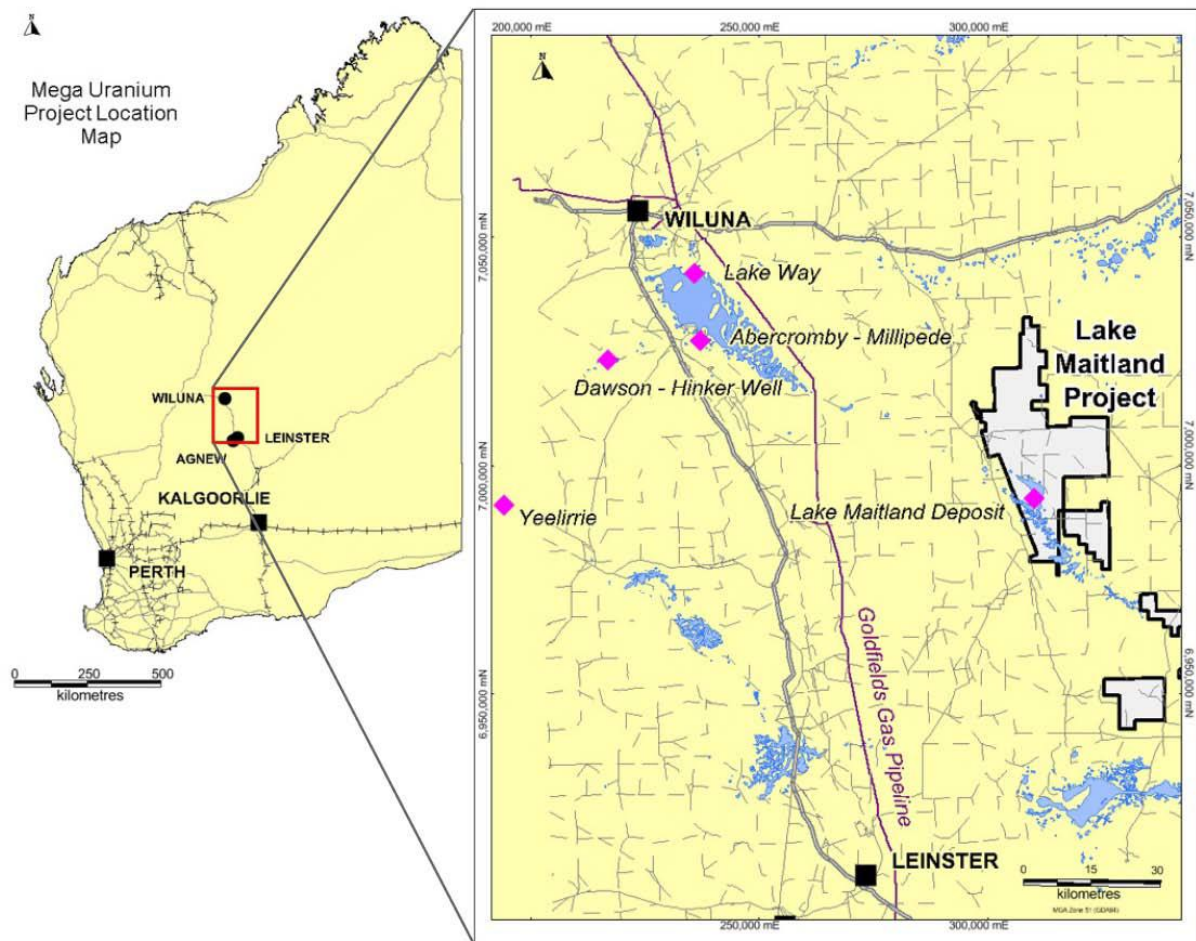 Mega Uranium
Project Location
Map
WILUNA
LEINSTER
AGNEW
KALGOORLIE
PERTH
0 250 500
kilometres
200,000 mE 250,000 mE 300,000 mE
7,050,000 mN 7,050,000 mN
WILUNA
Lake Way
Abercromby - Millipede
Dawson - Hinker Well
Lake
Maitland
Project
7,000,000 mN 7,000,000 mN
Yeelirrie
Lake Maitland Deposit
Goldfields Gas Pipeline
6,950,000 mN 6,950,000 mN
LEINSTER
0 15 30
kilometres
MGA Zone 51 (GDA94)
250,000 mE 300,000 mE